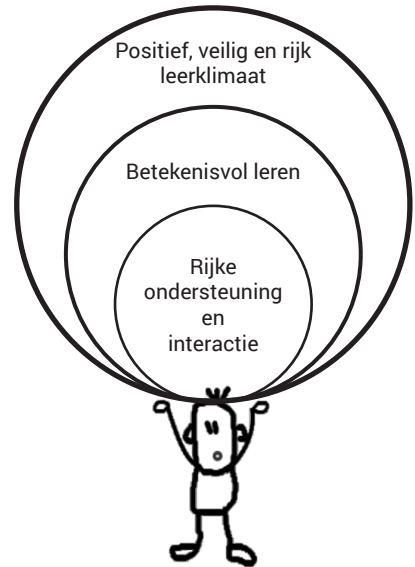 Positief, veilig en rijk
leerklimaat
Betekenisvol leren
Rijke
ondersteuning
en
interactie